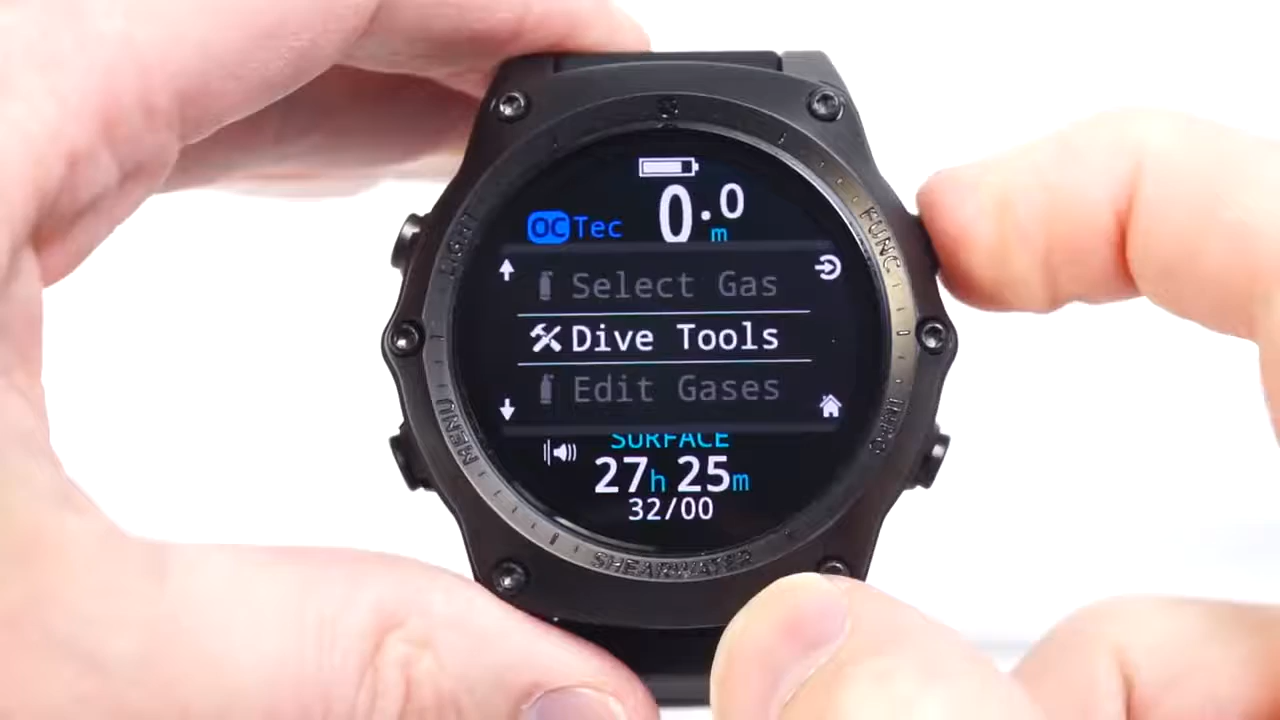 OC Tec 0.0
m
Select Gas
Dive Tools
Edit Gases
SURFACE
27h 25m
32/00
LIGHT
FUNC
MENU
INFO
SHEARWATER